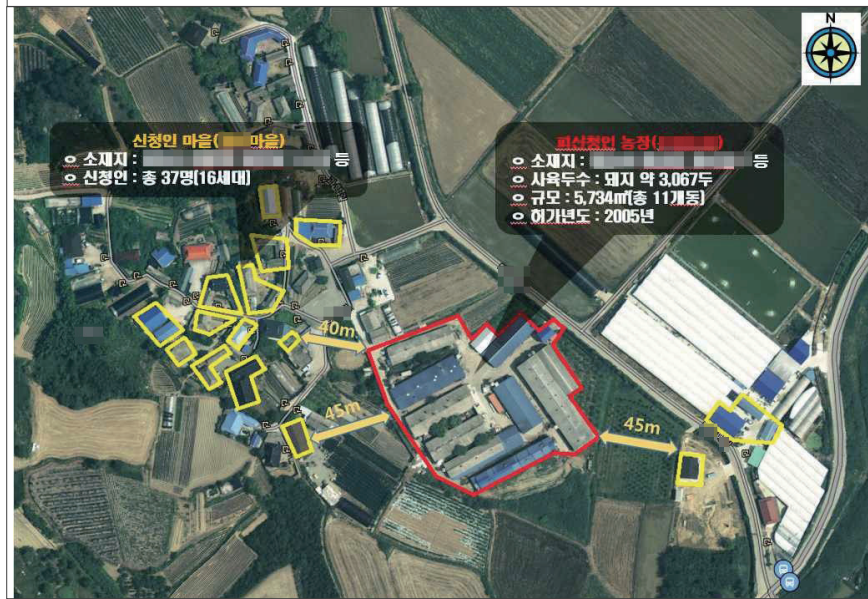 N
신청인 마을( 마을)
ㅇ 소재지 : 등
ㅇ 신청인 : 총 37명(16세대)
피신청인 농장( )
ㅇ 소재지 : 등
ㅇ 사육두수 : 돼지 약 3,067두
ㅇ 규모 : 5,734㎡(총 11개동)
ㅇ 허가년도 : 2005년
40m
45m
45m